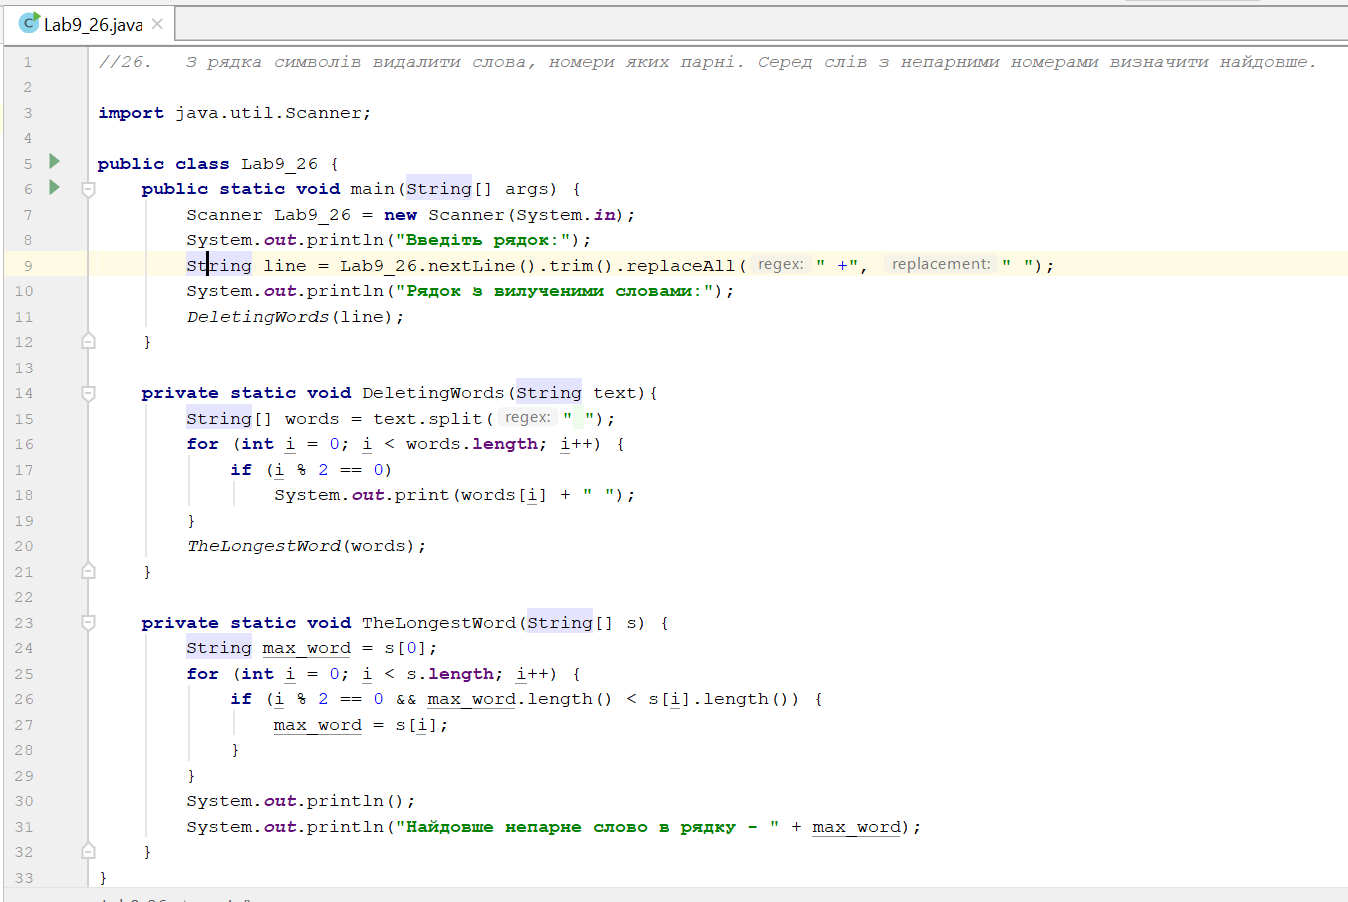 Lab9_26.java
1 //26. З рядка символів видалити слова, номери яких парні. Серед слів з непарними номерами визначити найдовше.
2
3 import java.util.Scanner;
4
5 public class Lab9_26 {
6 public static void main(String[] args) {
7 Scanner Lab9_26 = new Scanner(System.in);
8 System.out.println("Введіть рядок:");
9 String line = Lab9_26.nextLine().trim().replaceAll( regex: " +", replacement: " ");
10 System.out.println("Рядок з вилученими словами:");
11 DeletingWords(line);
12 }
13
14 private static void DeletingWords(String text){
15 String[] words = text.split( regex: " ");
16 for (int i = 0; i < words.length; i++) {
17 if (i % 2 == 0)
18 System.out.print(words[i] + " ");
19 }
20 TheLongestWord(words);
21 }
22
23 private static void TheLongestWord(String[] s) {
24 String max_word = s[0];
25 for (int i = 0; i < s.length; i++) {
26 if (i % 2 == 0 && max_word.length() < s[i].length()) {
27 max_word = s[i];
28 }
29 }
30 System.out.println();
31 System.out.println("Найдовше непарне слово в рядку - " + max_word);
32 }
33 }